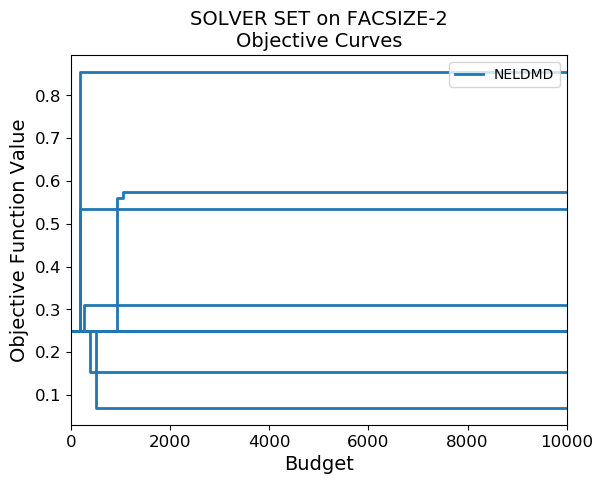 SOLVER SET on FACSIZE-2
Objective Curves
NELDMD
Objective Function Value
0.8
0.7
0.6
0.5
0.4
0.3
0.2
0.1
0 2000 4000 6000 8000 10000
Budget